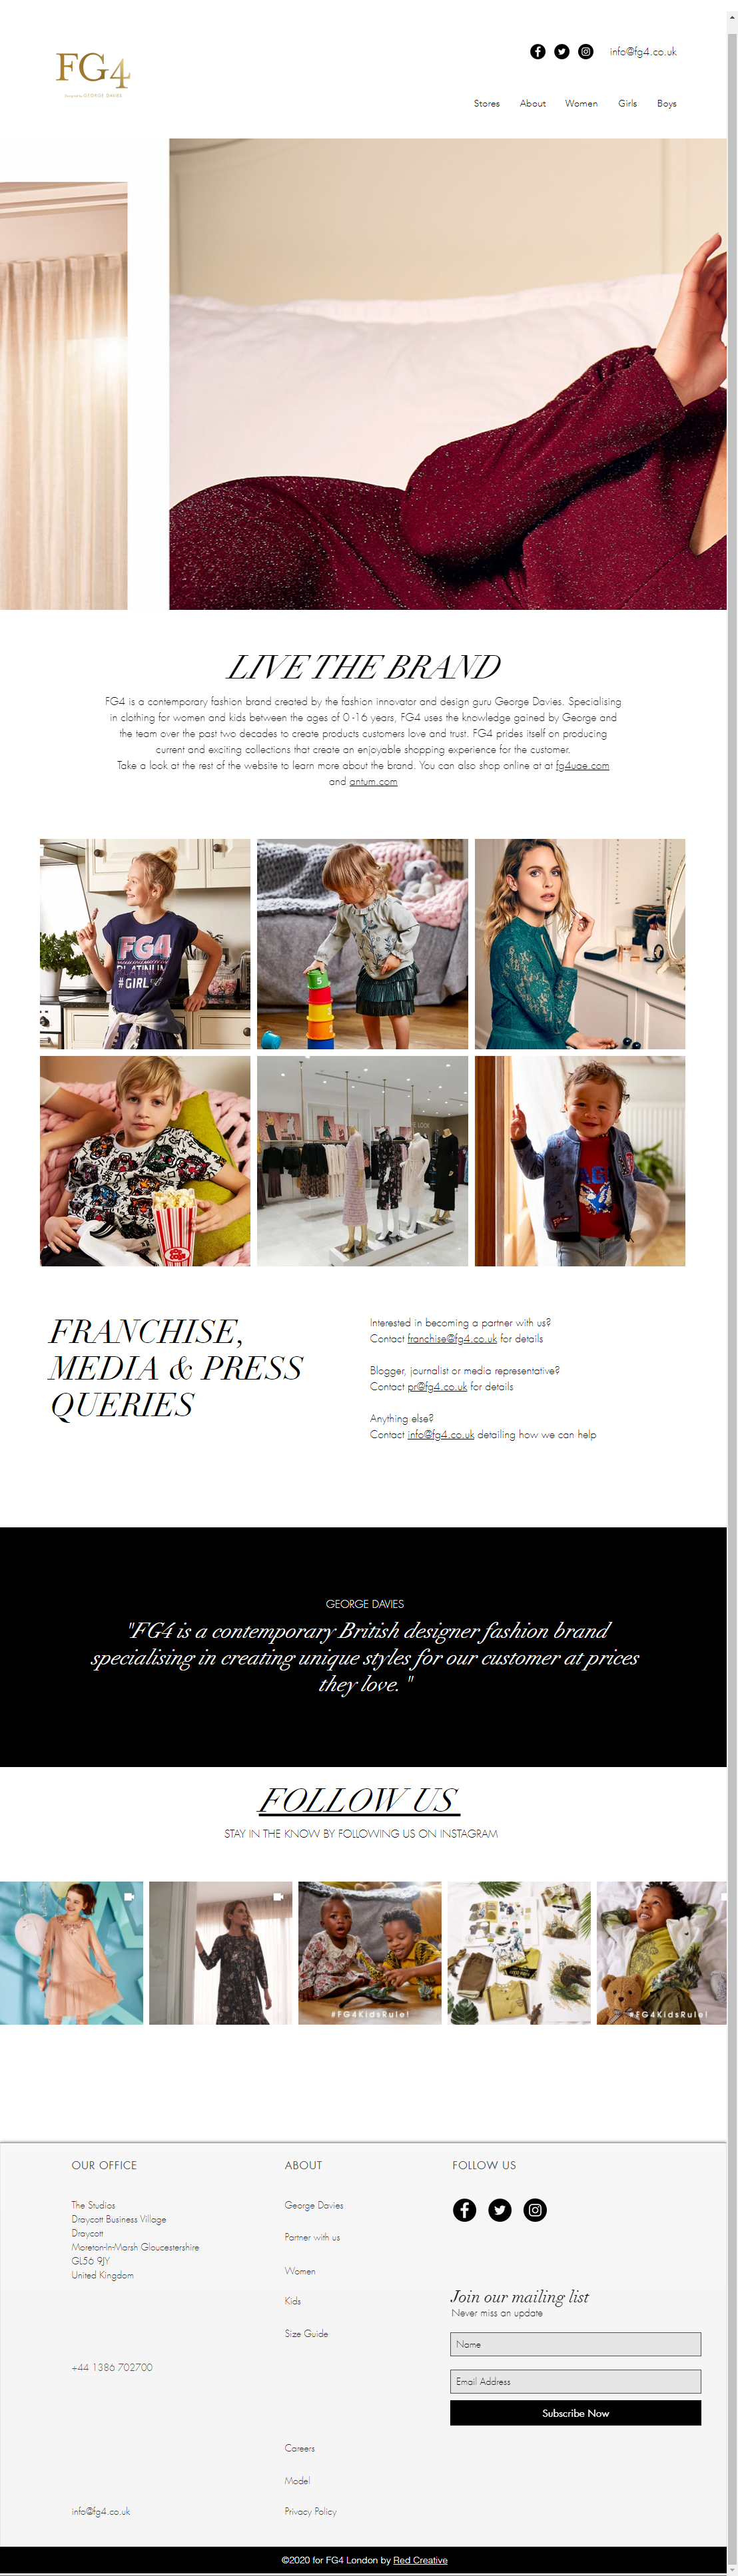 FG4
Designed by GEORGE DAVIES
info@fg4.co.uk
Stores About Women Girls Boys
LIVE THE BRAND
FG4 is a contemporary fashion brand created by the fashion innovator and design guru George Davies. Specialising
in clothing for women and kids between the ages of 0 -16 years, FG4 uses the knowledge gained by George and
the team over the past two decades to create products customers love and trust. FG4 prides itself on producing
current and exciting collections that create an enjoyable shopping experience for the customer.
Take a look at the rest of the website to learn more about the brand. You can also shop online at at fg4uae.com
and antum.com
FG4
PLATINUM
#GIRL
5
LOOK
FRANCHISE,
MEDIA & PRESS
QUERIES
Interested in becoming a partner with us?
Contact franchise@fg4.co.uk for details
Blogger, journalist or media representative?
Contact pr@fg4.co.uk for details
Anything else?
Contact info@fg4.co.uk detailing how we can help
GEORGE DAVIES
"FG4 is a contemporary British designer fashion brand
specialising in creating unique styles for our customer at prices
they love. "
FOLLOW US
STAY IN THE KNOW BY FOLLOWING US ON INSTAGRAM
#FG4KidsRule!
#FG4KidsRule!
OUR OFFICE
The Studios
Draycott Business Village
Draycott
Moreton-In-Marsh Gloucestershire
GL56 9JY
United Kingdom
+44 1386 702700
info@fg4.co.uk
ABOUT
George Davies
Partner with us
Women
Kids
Size Guide
Careers
Model
Privacy Policy
FOLLOW US
Join our mailing list
Never miss an update
Name
Email Address
Subscribe Now
©2020 for FG4 London by Red Creative